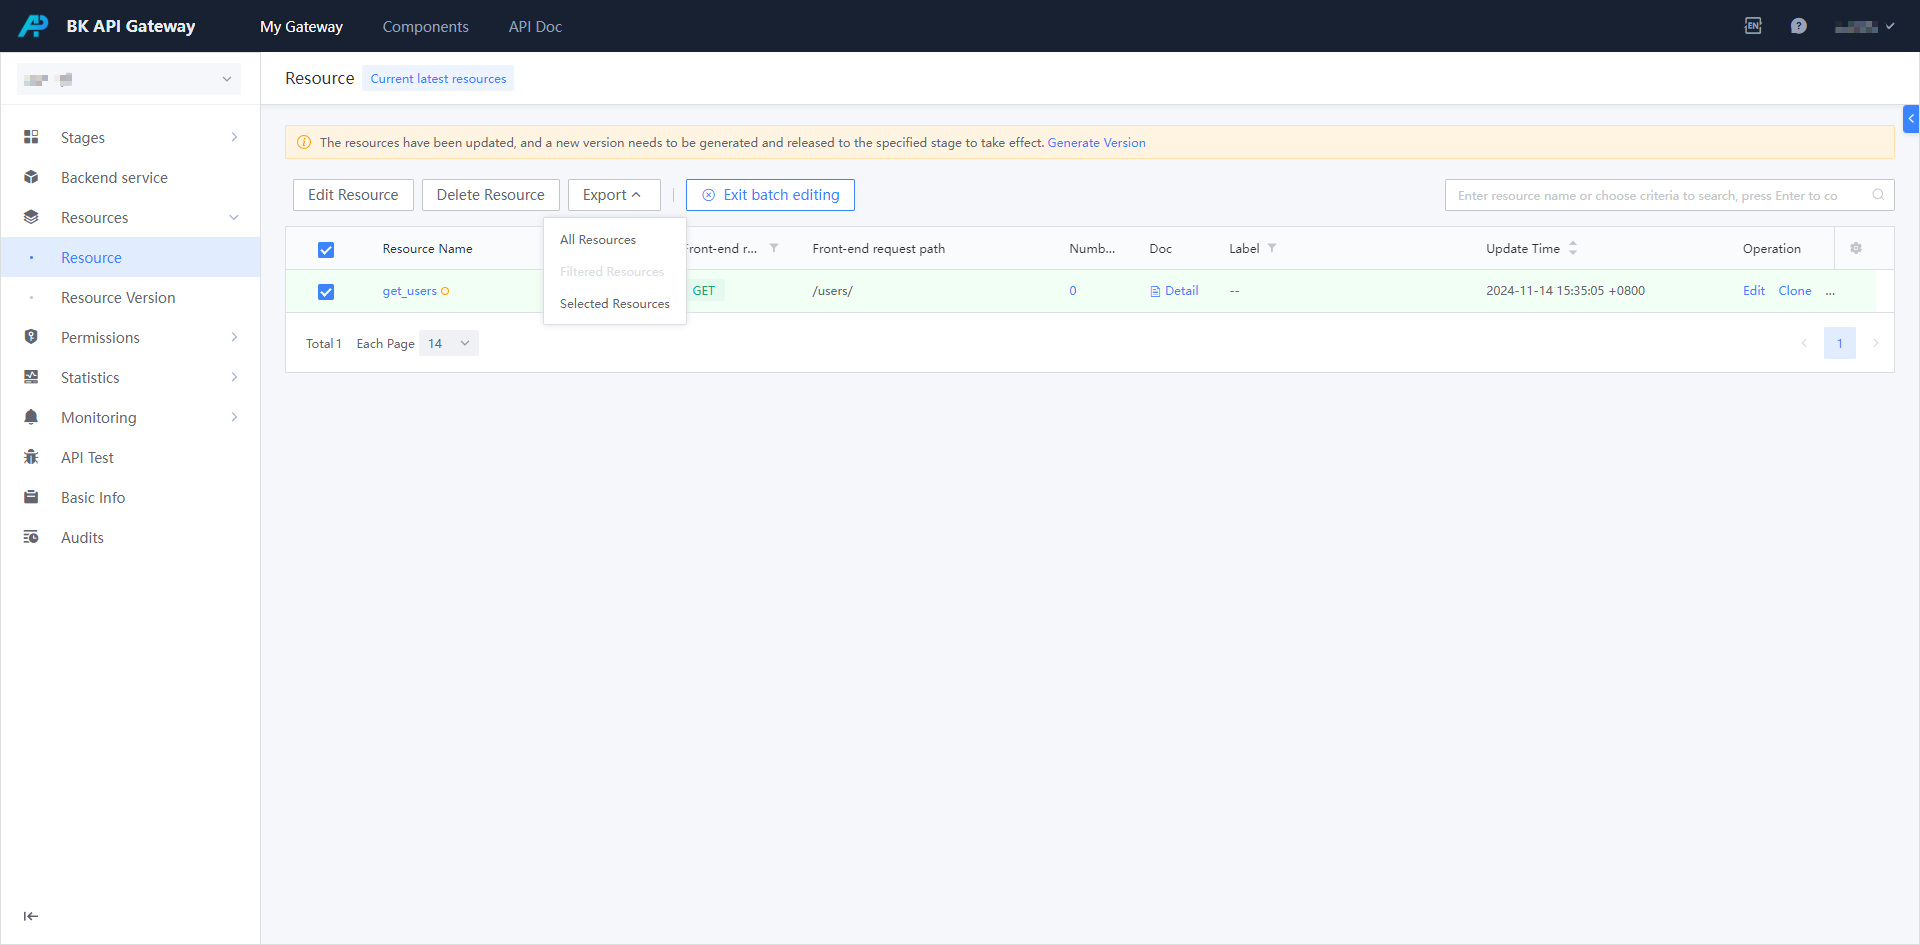 BK API Gateway
My Gateway
Components
API Doc
EN
?
Stages
Backend service
Resources
Resource
Resource Version
Permissions
Statistics
Monitoring
API Test
Basic Info
Audits
Resource
Current latest resources
The resources have been updated, and a new version needs to be generated and released to the specified stage to take effect. Generate Version
Edit Resource
Delete Resource
Export
Exit batch editing
Enter resource name or choose criteria to search, press Enter to co
All Resources
Filtered Resources
Selected Resources
Resource Name
Front-end r...
Front-end request path
Numb...
Doc
Label
Update Time
Operation
get_users
GET
/users/
0
Detail
--
2024-11-14 15:35:05 +0800
Edit
Clone
...
Total 1
Each Page
14
1